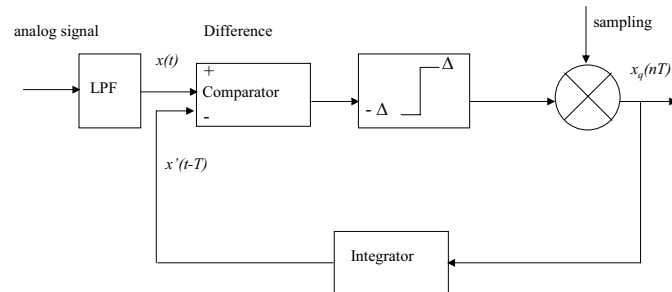 analog signal
Difference
sampling
x(t)
x_q(nT)
LPF
+
Comparator
-
Δ
- Δ
x'(t-T)
Integrator